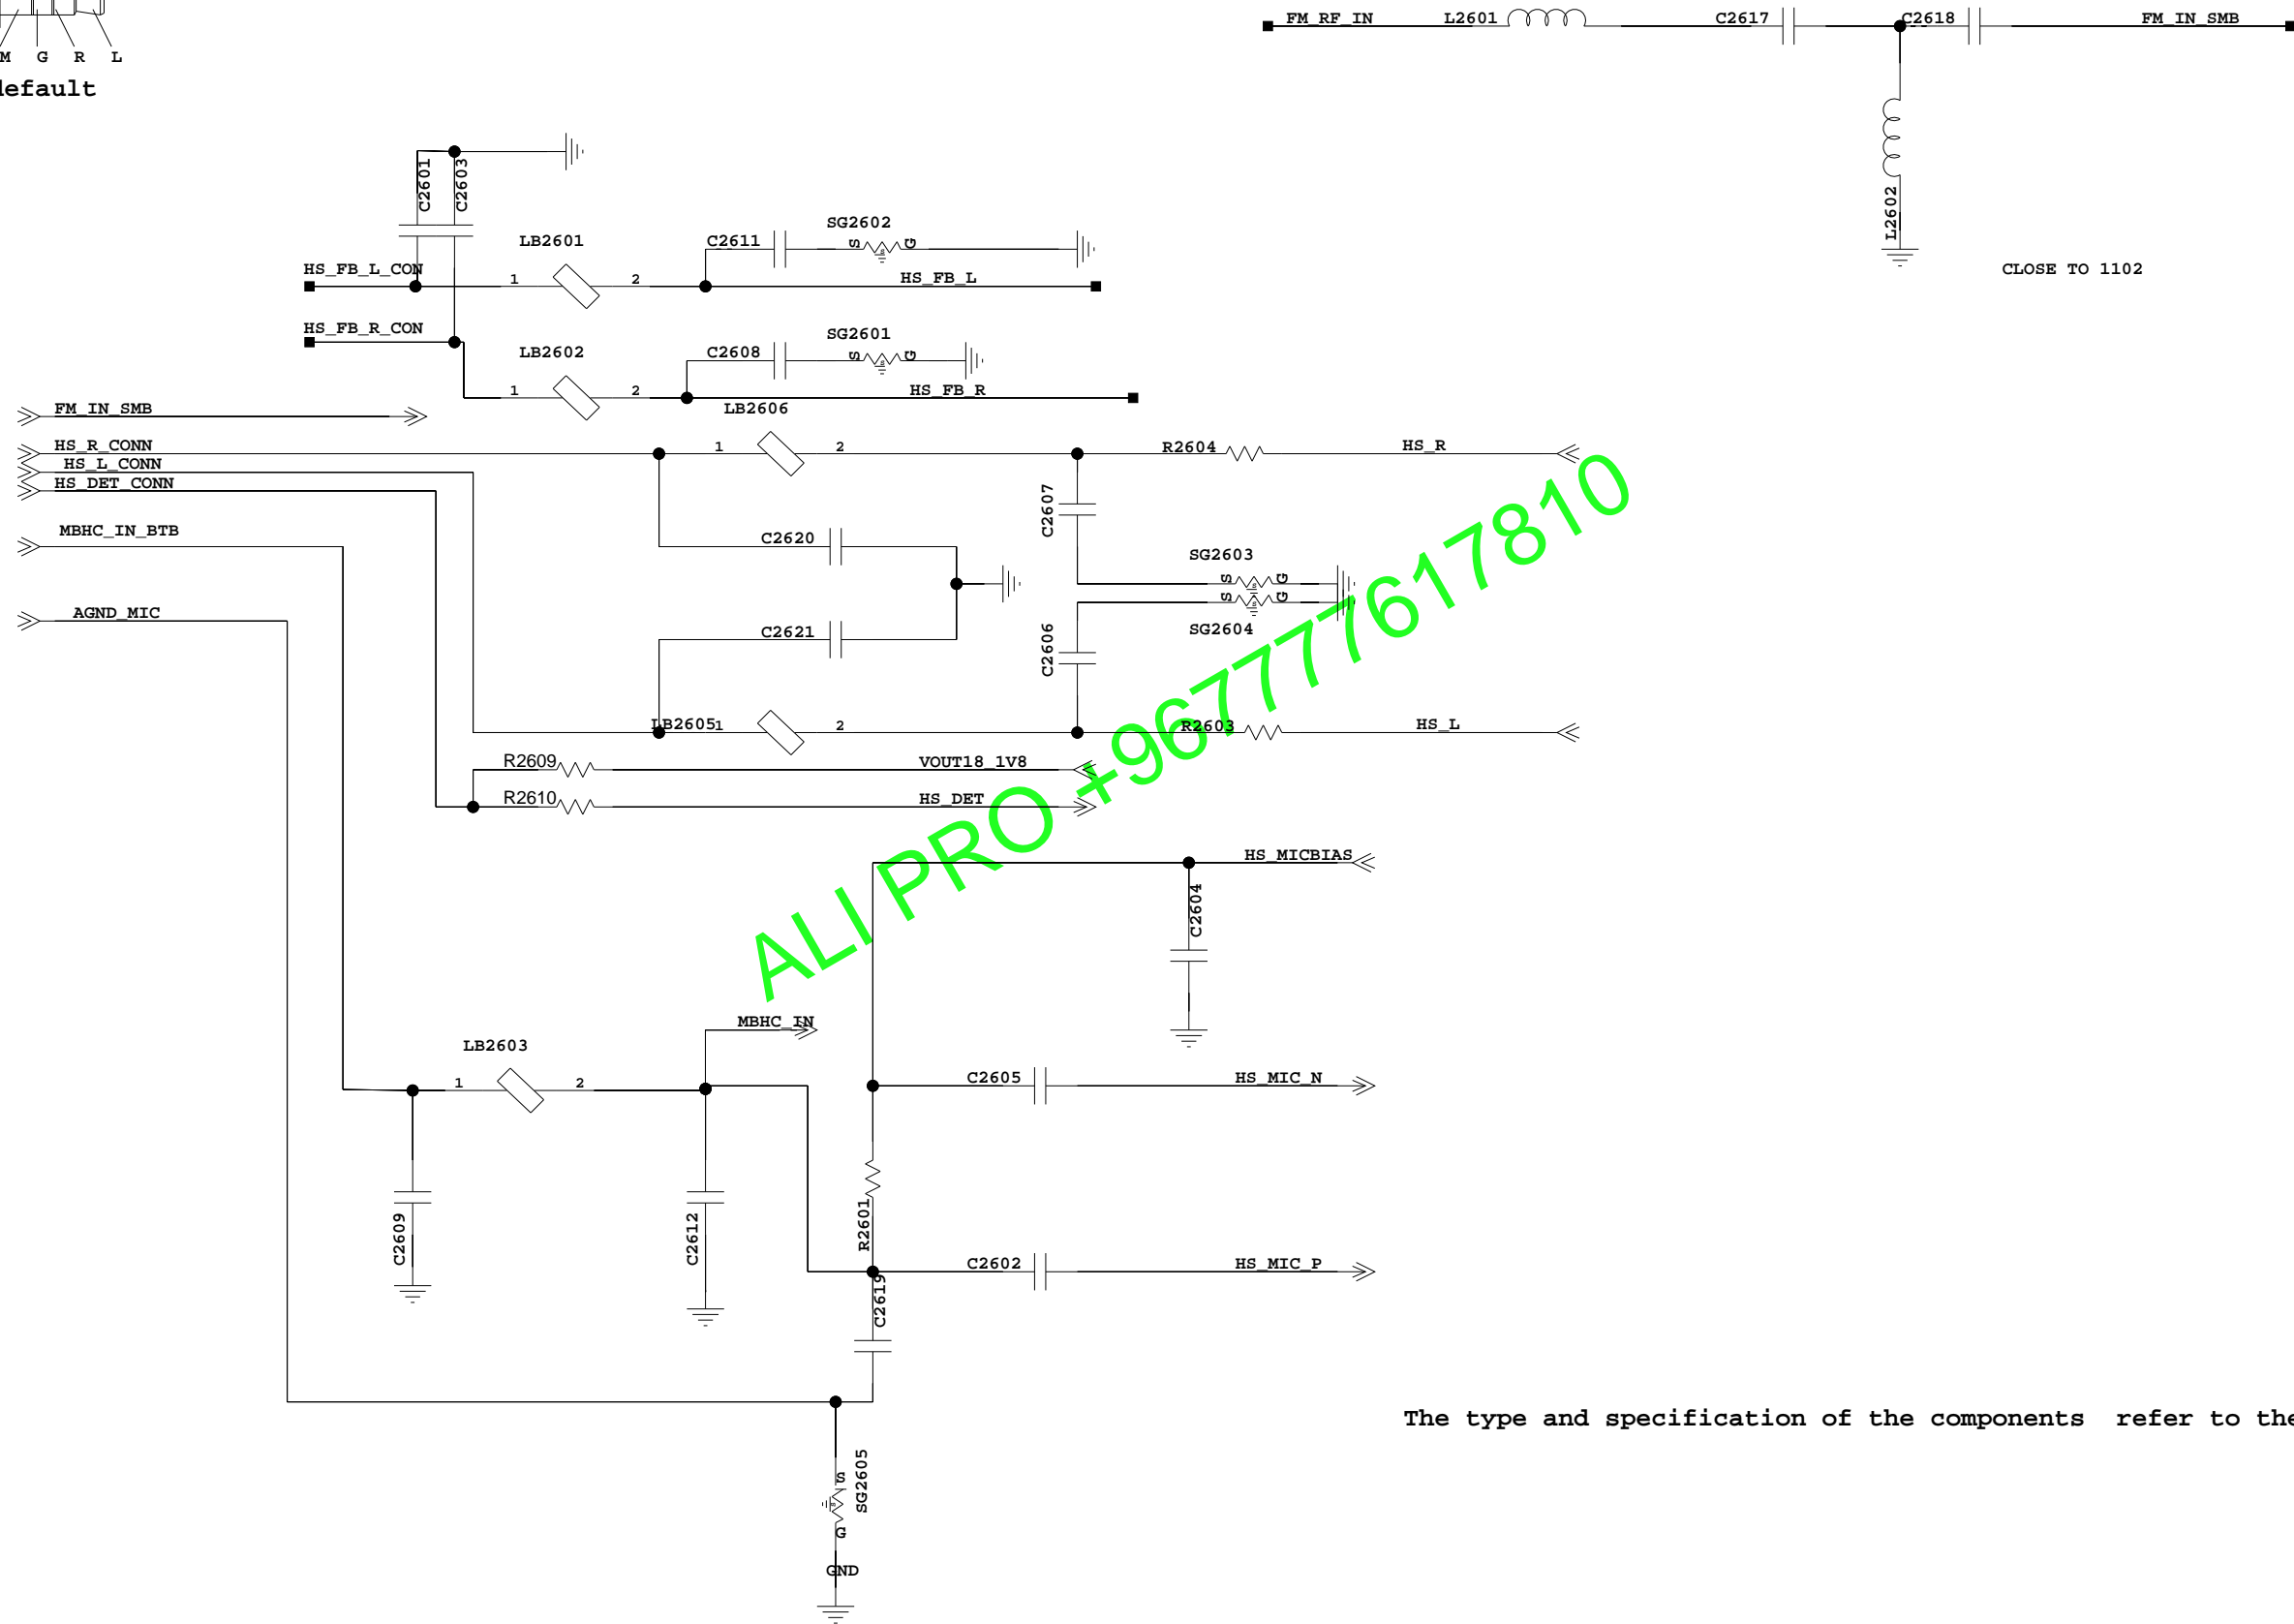 FM_RF_IN L2601 C2617 C2618 FM_IN_SMB
M G R L
default
C2601 C2603
L2602
SG2602
LB2601 C2611 S G
HS_FB_L_CON CLOSE TO 1102
1 2 HS_FB_L
HS_FB_R_CON SG2601
LB2602 C2608 S G
1 2 HS_FB_R
FM_IN_SMB LB2606
HS_R_CONN 1 2 R2604 HS_R
HS_L_CONN
HS_DET_CONN
C2607
MBHC_IN_BTB C2620
SG2603
S G
S G
AGND_MIC C2621 SG2604
C2606
LB2605 1 2 R2603 HS_L
R2609 VOUT18_1V8
R2610 HS_DET
ALI PRO +967777617810
HS_MICBIAS
C2604
MBHC_IN
LB2603
1 2 C2605 HS_MIC_N
C2609 C2612 R2601
C2602 HS_MIC_P
C2619
The type and specification of the components refer to the
S SG2605
G
GND